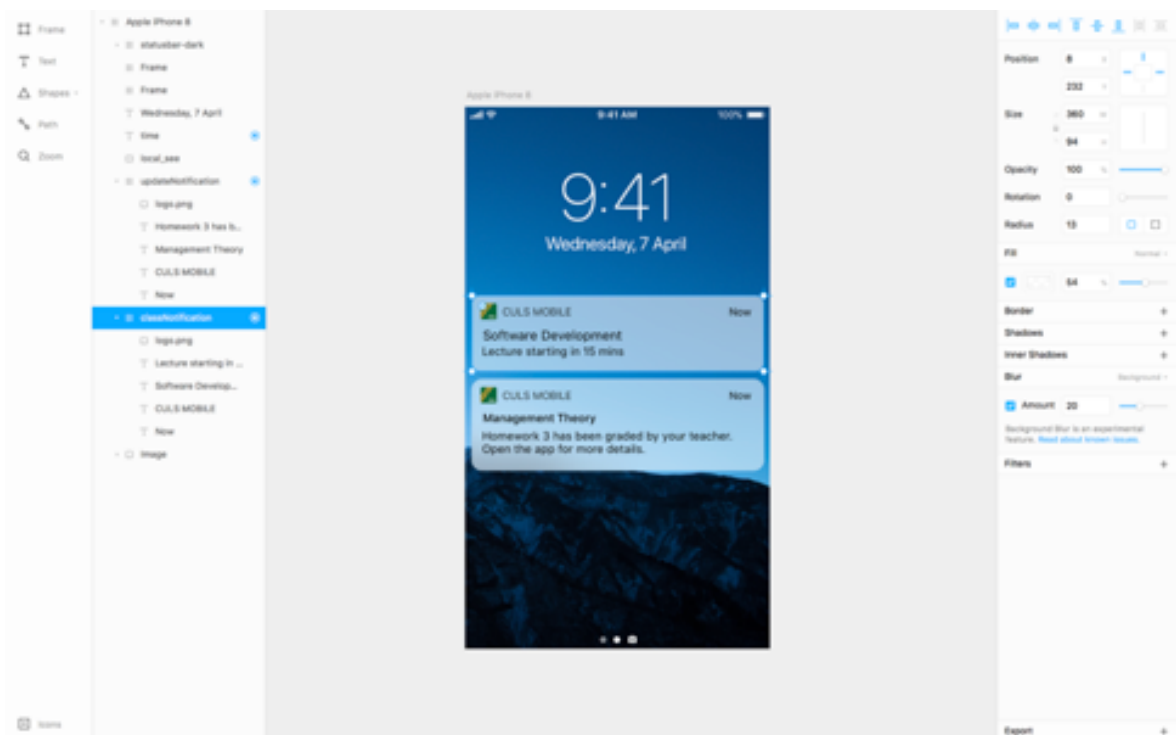 Frame
Text
Shapes
Path
Zoom
Icons
Apple iPhone 8
statusbar-dark
Frame
Frame
Wednesday, 7 April
time
local_see
updateNotification
logo.png
Homework 3 has b...
Management Theory
CULS MOBILE
Now
classNotification
logo.png
Lecture starting in ...
Software Develop...
CULS MOBILE
Now
Image
Apple iPhone 8
9:41 AM 100%
9:41
Wednesday, 7 April
CULS MOBILE Now
Software Development
Lecture starting in 15 mins
CULS MOBILE Now
Management Theory
Homework 3 has been graded by your teacher.
Open the app for more details.
Position 8
232
Size 360
94
Opacity 100 %
Rotation 0
Radius 13
Fill Normal
54 %
Border +
Shadows +
Inner Shadows +
Blur Background
Amount 20
Background Blur is an experimental
feature. Read about known issues.
Filters +
Export +